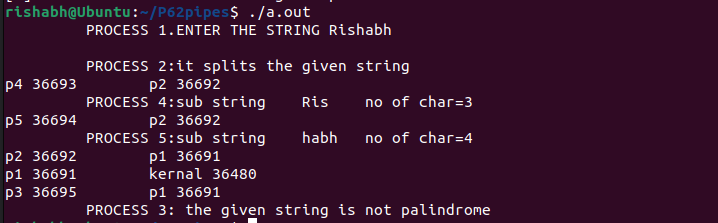 rishabh@Ubuntu:~/P62pipes$ ./a.out
PROCESS 1.ENTER THE STRING Rishabh
PROCESS 2:it splits the given string
p4 36693 p2 36692
PROCESS 4:sub string Ris no of char=3
p5 36694 p2 36692
PROCESS 5:sub string habh no of char=4
p2 36692 p1 36691
p1 36691 kernal 36480
p3 36695 p1 36691
PROCESS 3: the given string is not palindrome